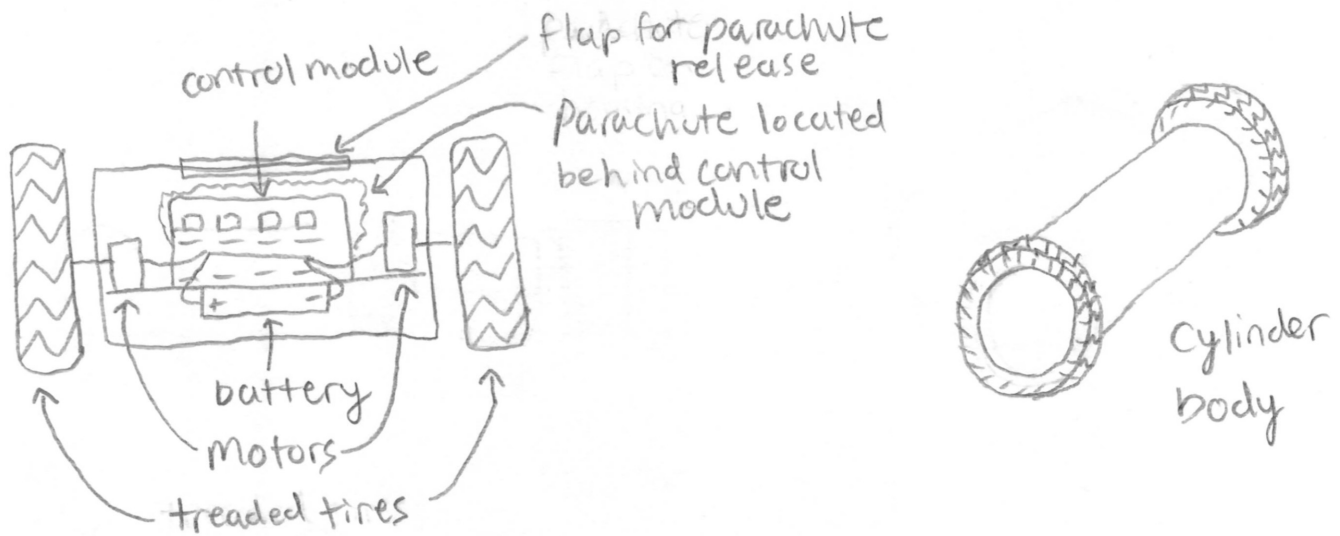 control module
flap for parachute
release
Parachute located
behind control
module
battery
motors
treaded tires
Cylinder
body
+ -